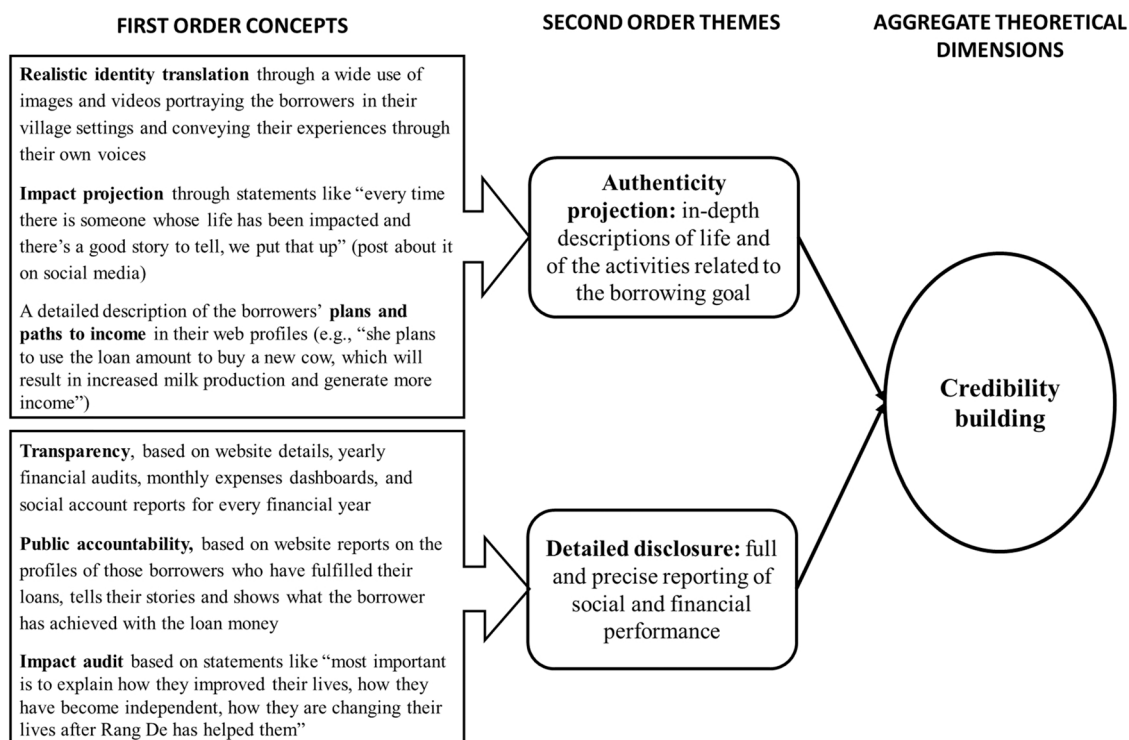 FIRST ORDER CONCEPTS
SECOND ORDER THEMES
AGGREGATE THEORETICAL
DIMENSIONS
Realistic identity translation through a wide use of
images and videos portraying the borrowers in their
village settings and conveying their experiences through
their own voices
Impact projection through statements like “every time
there is someone whose life has been impacted and
there’s a good story to tell, we put that up” (post about it
on social media)
A detailed description of the borrowers’ plans and
paths to income in their web profiles (e.g., “she plans
to use the loan amount to buy a new cow, which will
result in increased milk production and generate more
income”)
Transparency, based on website details, yearly
financial audits, monthly expenses dashboards, and
social account reports for every financial year
Public accountability, based on website reports on the
profiles of those borrowers who have fulfilled their
loans, tells their stories and shows what the borrower
has achieved with the loan money
Impact audit based on statements like “most important
is to explain how they improved their lives, how they
have become independent, how they are changing their
lives after Rang De has helped them”
Authenticity
projection: in-depth
descriptions of life and
of the activities related to
the borrowing goal
Detailed disclosure: full
and precise reporting of
social and financial
performance
Credibility
building